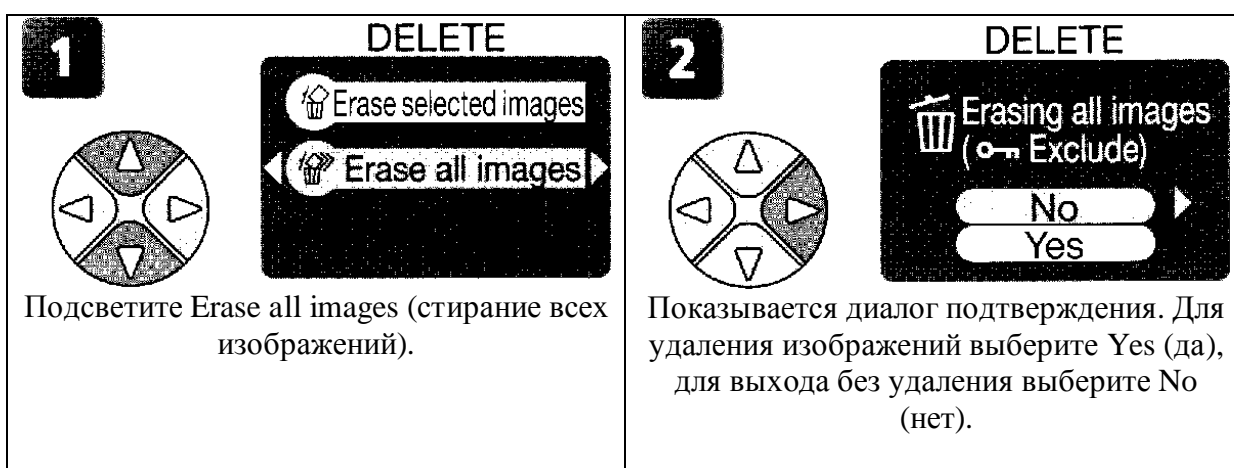 1
DELETE
Erase selected images
Erase all images
Подсветите Erase all images (стирание всех
изображений).
2
DELETE
Erasing all images
( Exclude)
No
Yes
Показывается диалог подтверждения. Для
удаления изображений выберите Yes (да),
для выхода без удаления выберите No
(нет).